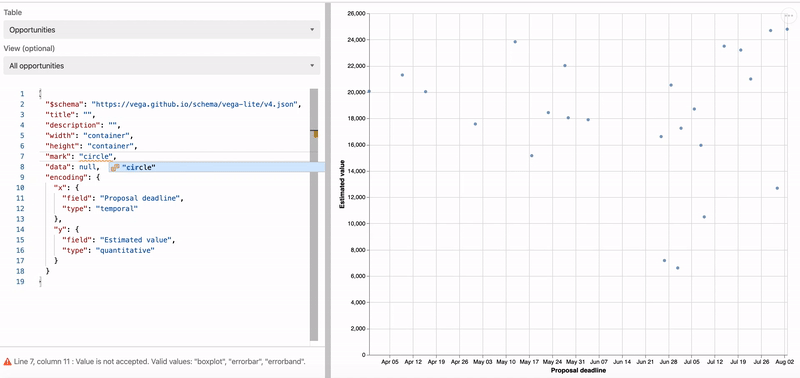 Table
Opportunities
View (optional)
All opportunities
1 {
2 "$schema": "https://vega.github.io/schema/vega-lite/v4.json",
3 "title": "",
4 "description": "",
5 "width": "container",
6 "height": "container",
7 "mark": "circle",
8 "data": null, "circle"
9 "encoding": {
10 "x": {
11 "field": "Proposal deadline",
12 "type": "temporal"
13 },
14 "y": {
15 "field": "Estimated value",
16 "type": "quantitative"
17 }
18 }
19 }
Line 7, column 11 : Value is not accepted. Valid values: "boxplot", "errorbar", "errorband".
26,000
24,000
22,000
20,000
18,000
16,000
14,000
12,000
10,000
8,000
6,000
4,000
2,000
0
Estimated value
Apr 05 Apr 12 Apr 19 Apr 26 May 03 May 10 May 17 May 24 May 31 Jun 07 Jun 14 Jun 21 Jun 28 Jul 05 Jul 12 Jul 19 Jul 26 Aug 02
Proposal deadline